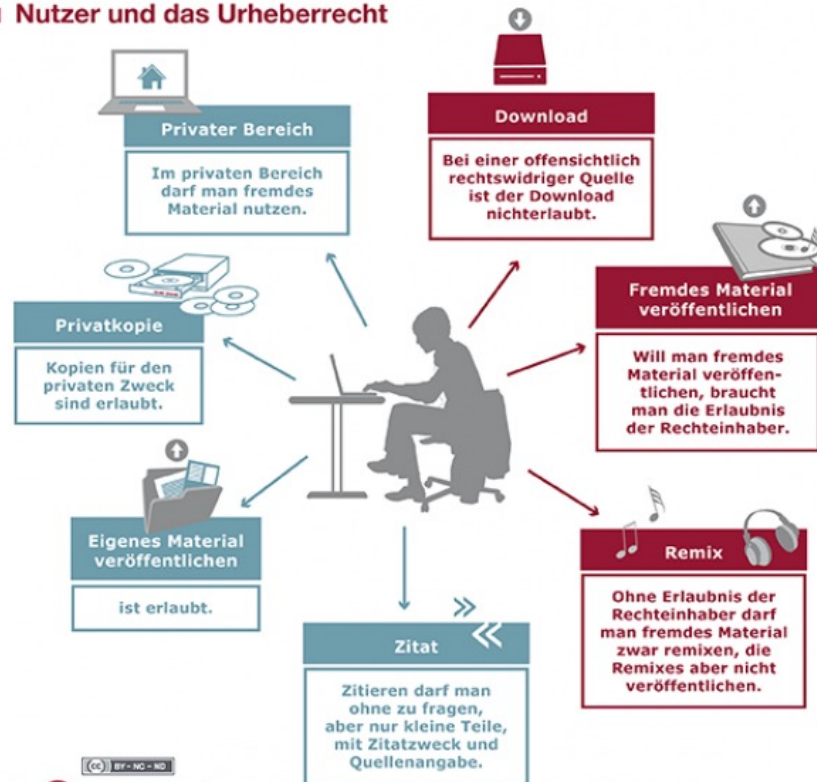 Nutzer und das Urheberrecht
Privater Bereich
Im privaten Bereich
darf man fremdes
Material nutzen.
Download
Bei einer offensichtlich
rechtswidriger Quelle
ist der Download
nichterlaubt.
Privatkopie
Kopien für den
privaten Zweck
sind erlaubt.
Fremdes Material
veröffentlichen
Will man fremdes
Material veröffen-
tlichen, braucht
man die Erlaubnis
der Rechteinhaber.
Eigenes Material
veröffentlichen
ist erlaubt.
Remix
Ohne Erlaubnis der
Rechteinhaber darf
man fremdes Material
zwar remixen, die
Remixes aber nicht
veröffentlichen.
Zitat
Zitieren darf man
ohne zu fragen,
aber nur kleine Teile,
mit Zitatzweck und
Quellenangabe.
cc BY - NC - ND